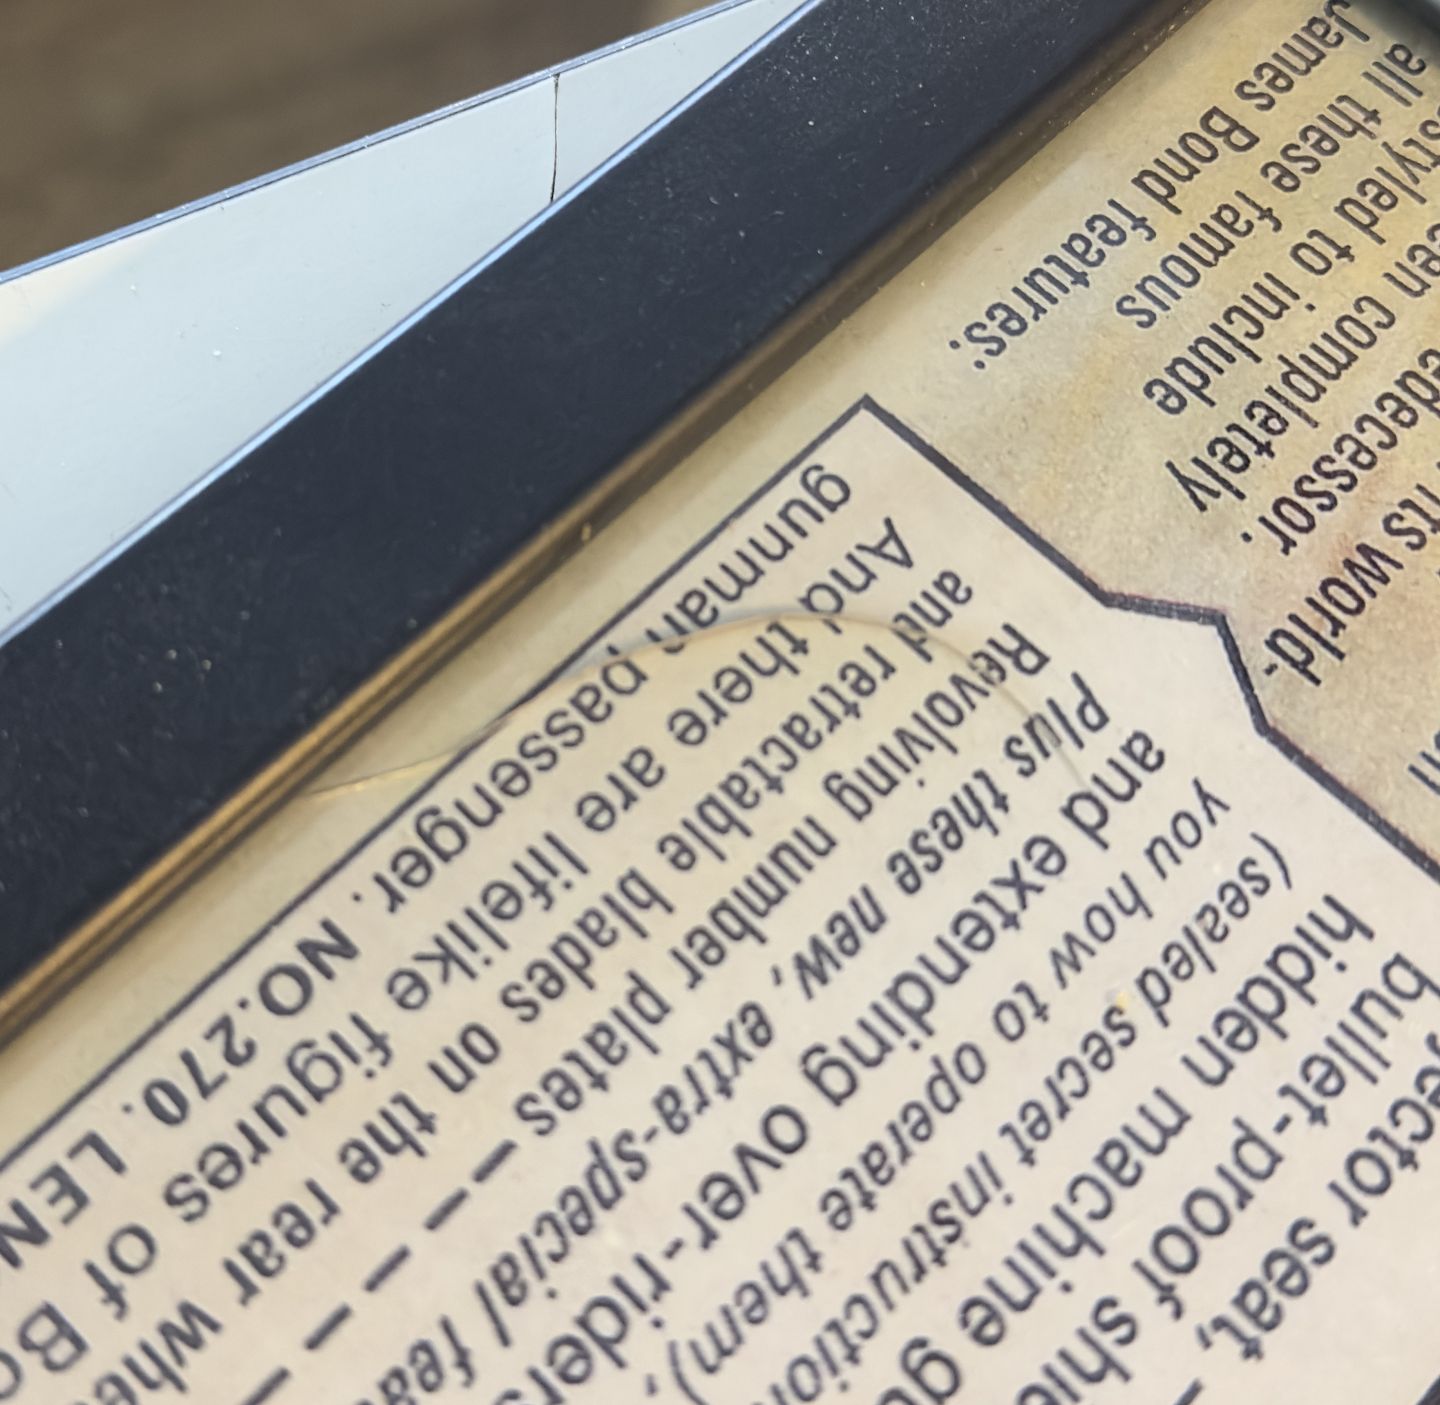 its world-
edecessor.
en completely
styled to include
all these famous
James Bond features:
ector seat,
bullet-proof shie
hidden machine gu
(sealed secret instruction
you how to operate them),
and extending over-riders
Plus these new, extra-special fea
Revolving number plates —
and retractable blades on the rear whe
And there are lifelike figures of Bo
gunman passenger. NO.270. LEN